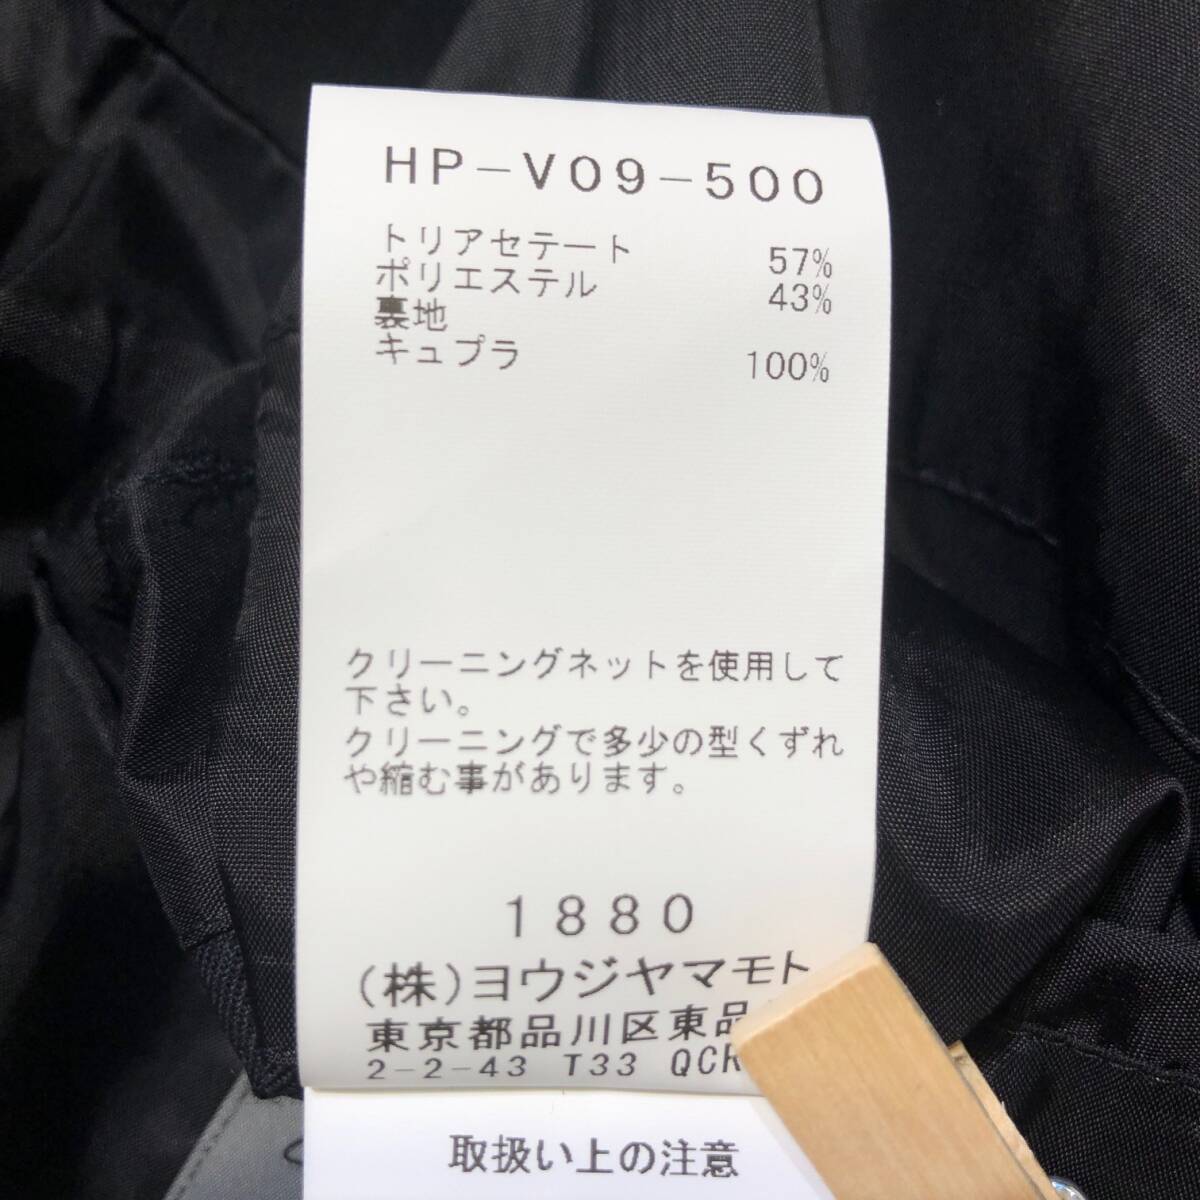 HP-V09-500
トリアセテート 57%
ポリエステル 43%
裏地
キュプラ 100%
クリーニングネットを使用して
下さい。
クリーニングで多少の型くずれ
や縮む事があります。
1880
(株)ヨウジヤマモト
東京都品川区東品
2-2-43 T33
取扱い上の注意